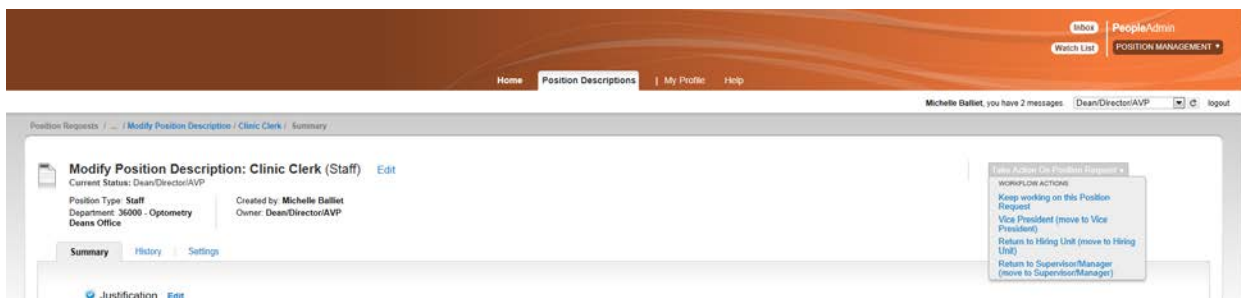 Inbox
PeopleAdmin
Watch List
POSITION MANAGEMENT
Home Position Descriptions | My Profile Help
Michelle Balliet, you have 2 messages. Dean/Director/AVP logout
Position Requests / ... / Modify Position Description / Clinic Clerk / Summary
Modify Position Description: Clinic Clerk (Staff) Edit
Take Action On Position Request
Current Status: Dean/Director/AVP
Position Type: Staff
Created by: Michelle Balliet
Department: 36000 - Optometry
Deans Office
Owner: Dean/Director/AVP
WORKFLOW ACTIONS
Keep working on this Position
Request
Vice President (move to Vice
President)
Return to Hiring Unit (move to Hiring
Unit)
Return to Supervisor/Manager
(move to Supervisor/Manager)
Summary History Settings
Justification Edit